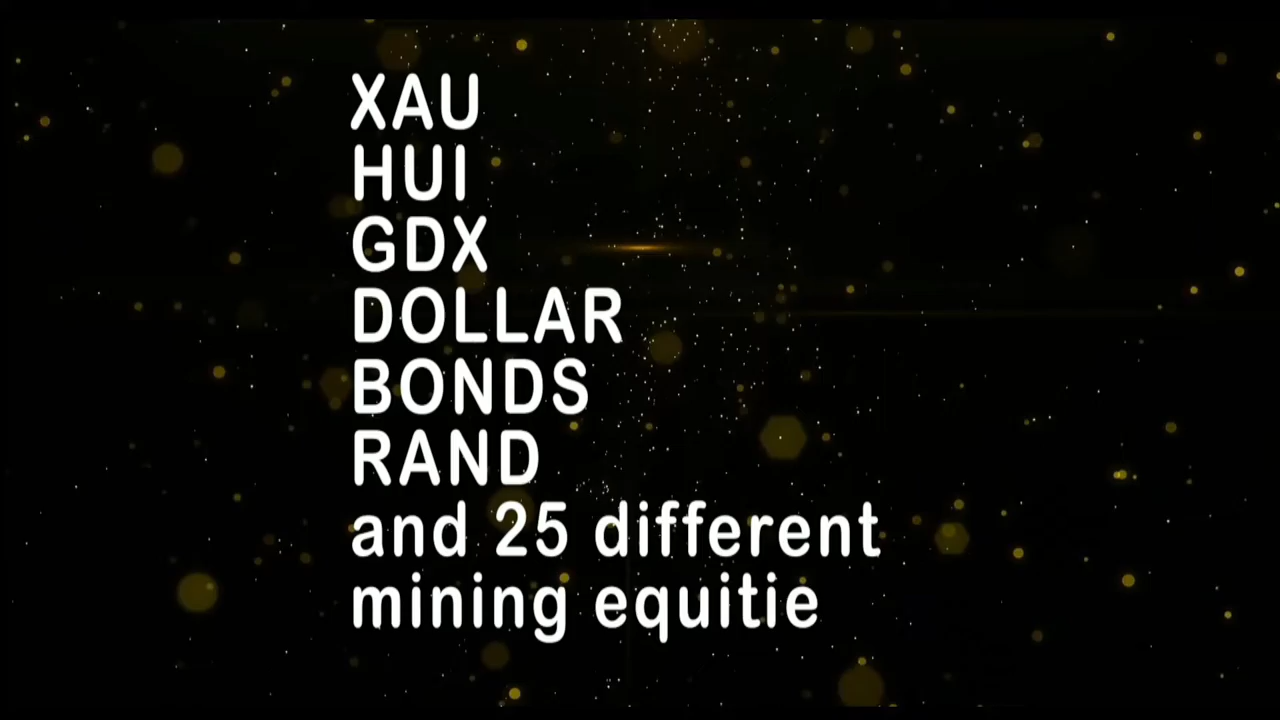 XAU
HUI
GDX
DOLLAR
BONDS
RAND
and 25 different
mining equitie